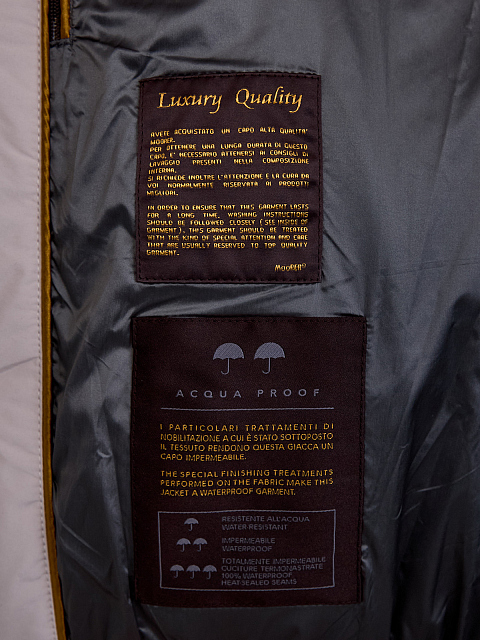 Luxury Quality
AVETE ACQUISTATO UN CAPO ALTA QUALITA'
MOORER.
PER OTTENERE UNA LUNGA DURATA DI QUESTO
CAPO, E' NECESSARIO ATTENERSI AI CONSIGLI DI
LAVAGGIO PRESENTI NELLA COMPOSIZIONE
INTERNA.
SI RICHIEDE INOLTRE L'ATTENZIONE E LA CURA DA
VOI NORMALMENTE RISERVATA AI PRODOTTI
MIGLIORI.
IN ORDER TO ENSURE THAT THIS GARMENT LASTS
FOR A LONG TIME, WASHING INSTRUCTIONS
SHOULD BE FOLLOWED CLOSELY (SEE INSIDE OF
GARMENT). THIS GARMENT SHOULD BE TREATED
WITH THE KIND OF SPECIAL ATTENTION AND CARE
THAT ARE USUALLY RESERVED TO TOP QUALITY
GARMENT.
MooRER©
ACQUA PROOF
I PARTICOLARI TRATTAMENTI DI
NOBILITAZIONE A CUI È STATO SOTTOPOSTO
IL TESSUTO RENDONO QUESTA GIACCA UN
CAPO IMPERMEABILE.
THE SPECIAL FINISHING TREATMENTS
PERFORMED ON THE FABRIC MAKE THIS
JACKET A WATERPROOF GARMENT.
RESISTENTE ALL'ACQUA
WATER-RESISTANT
IMPERMEABILE
WATERPROOF
TOTALMENTE IMPERMEABILE
CUCITURE TERMONASTRATE
100% WATERPROOF
HEAT-SEALED SEAMS